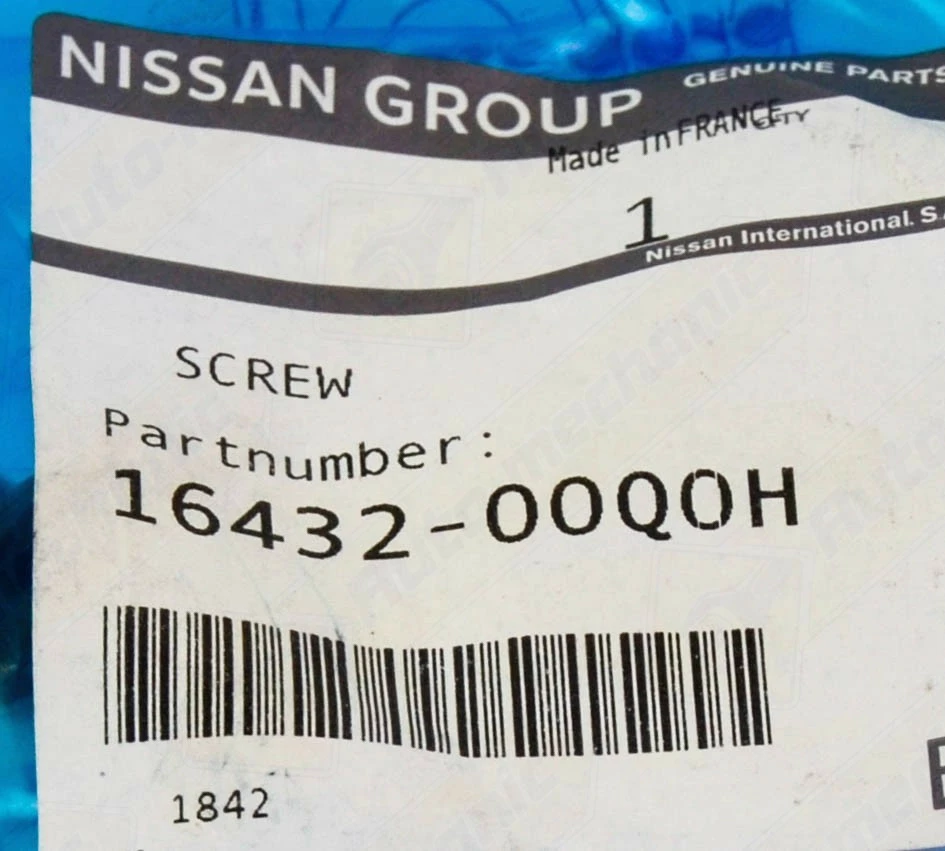 NISSAN GROUP
GENUINE PARTS
Made in FRANCE
1
Nissan International. S.
SCREW
Partnumber:
16432-00Q0H
1842